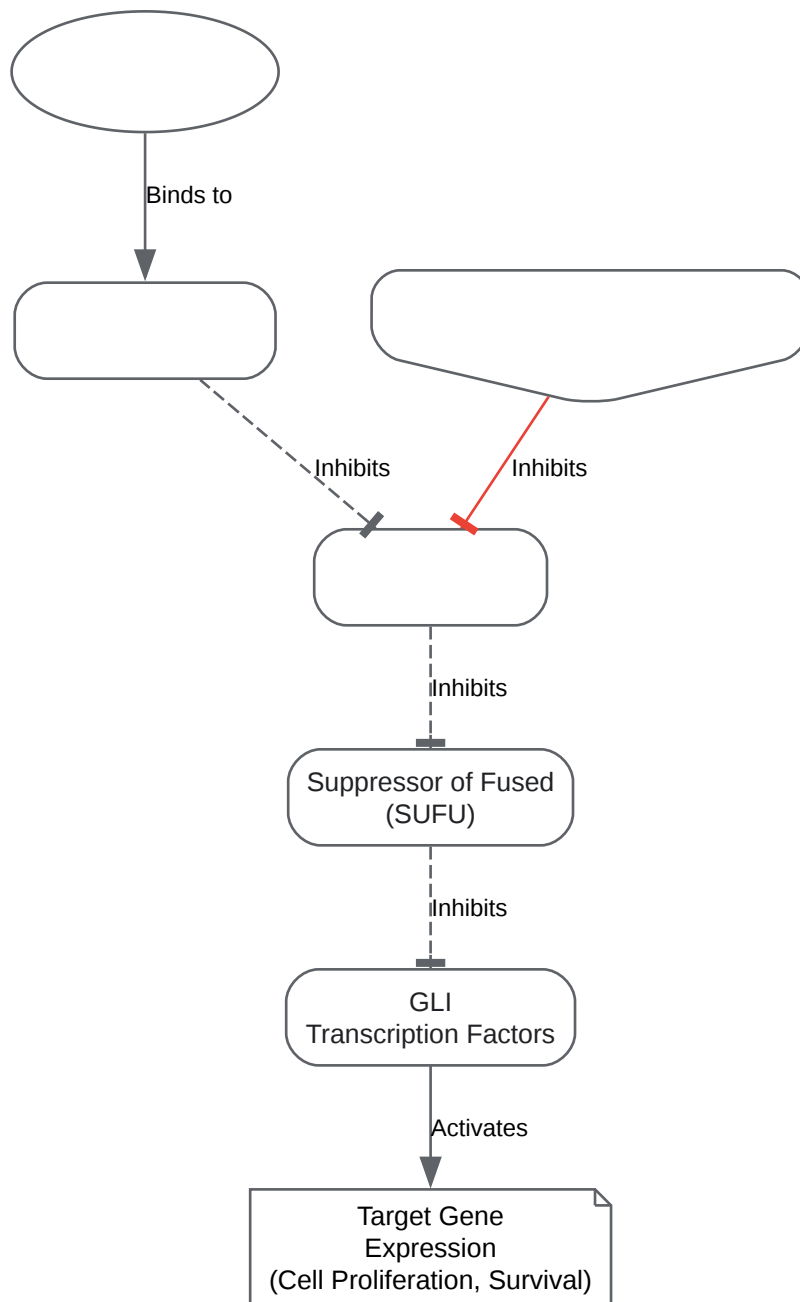 Binds to
Inhibits
Inhibits
Inhibits
Suppressor of Fused
(SUFU)
Inhibits
GLI
Transcription Factors
Activates
Target Gene
Expression
(Cell Proliferation, Survival)